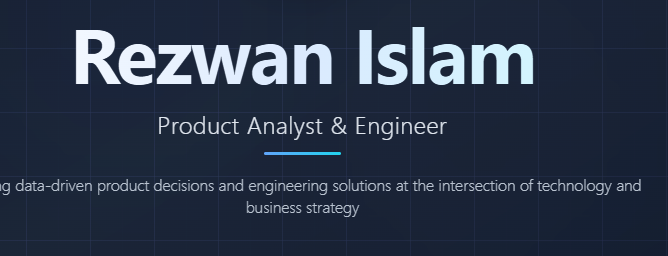 Rezwan Islam
Product Analyst & Engineer
data-driven product decisions and engineering solutions at the intersection of technology and
business strategy